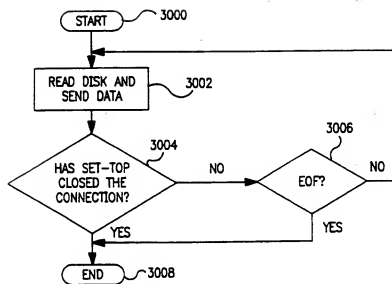 START
3000
READ DISK AND
SEND DATA
3002
HAS SET-TOP
CLOSED THE
CONNECTION?
3004
NO
EOF?
3006
NO
YES
YES
END
3008